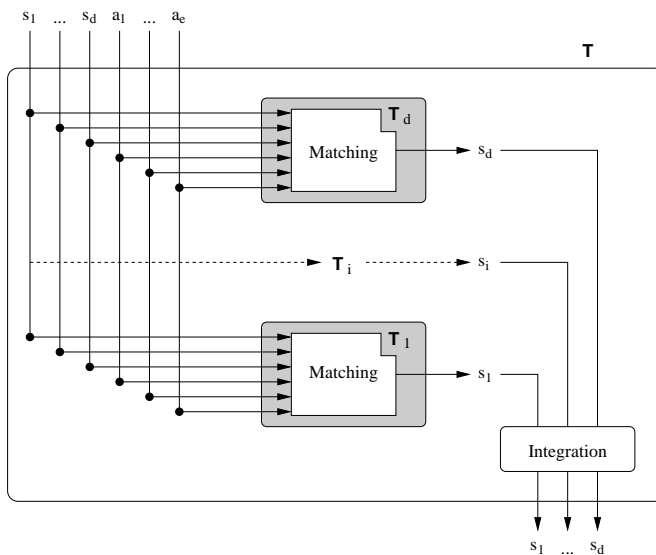 s1 ... sd a1 ... ae
T
Td
Matching
sd
Ti
si
T1
Matching
s1
Integration
s1 ... sd